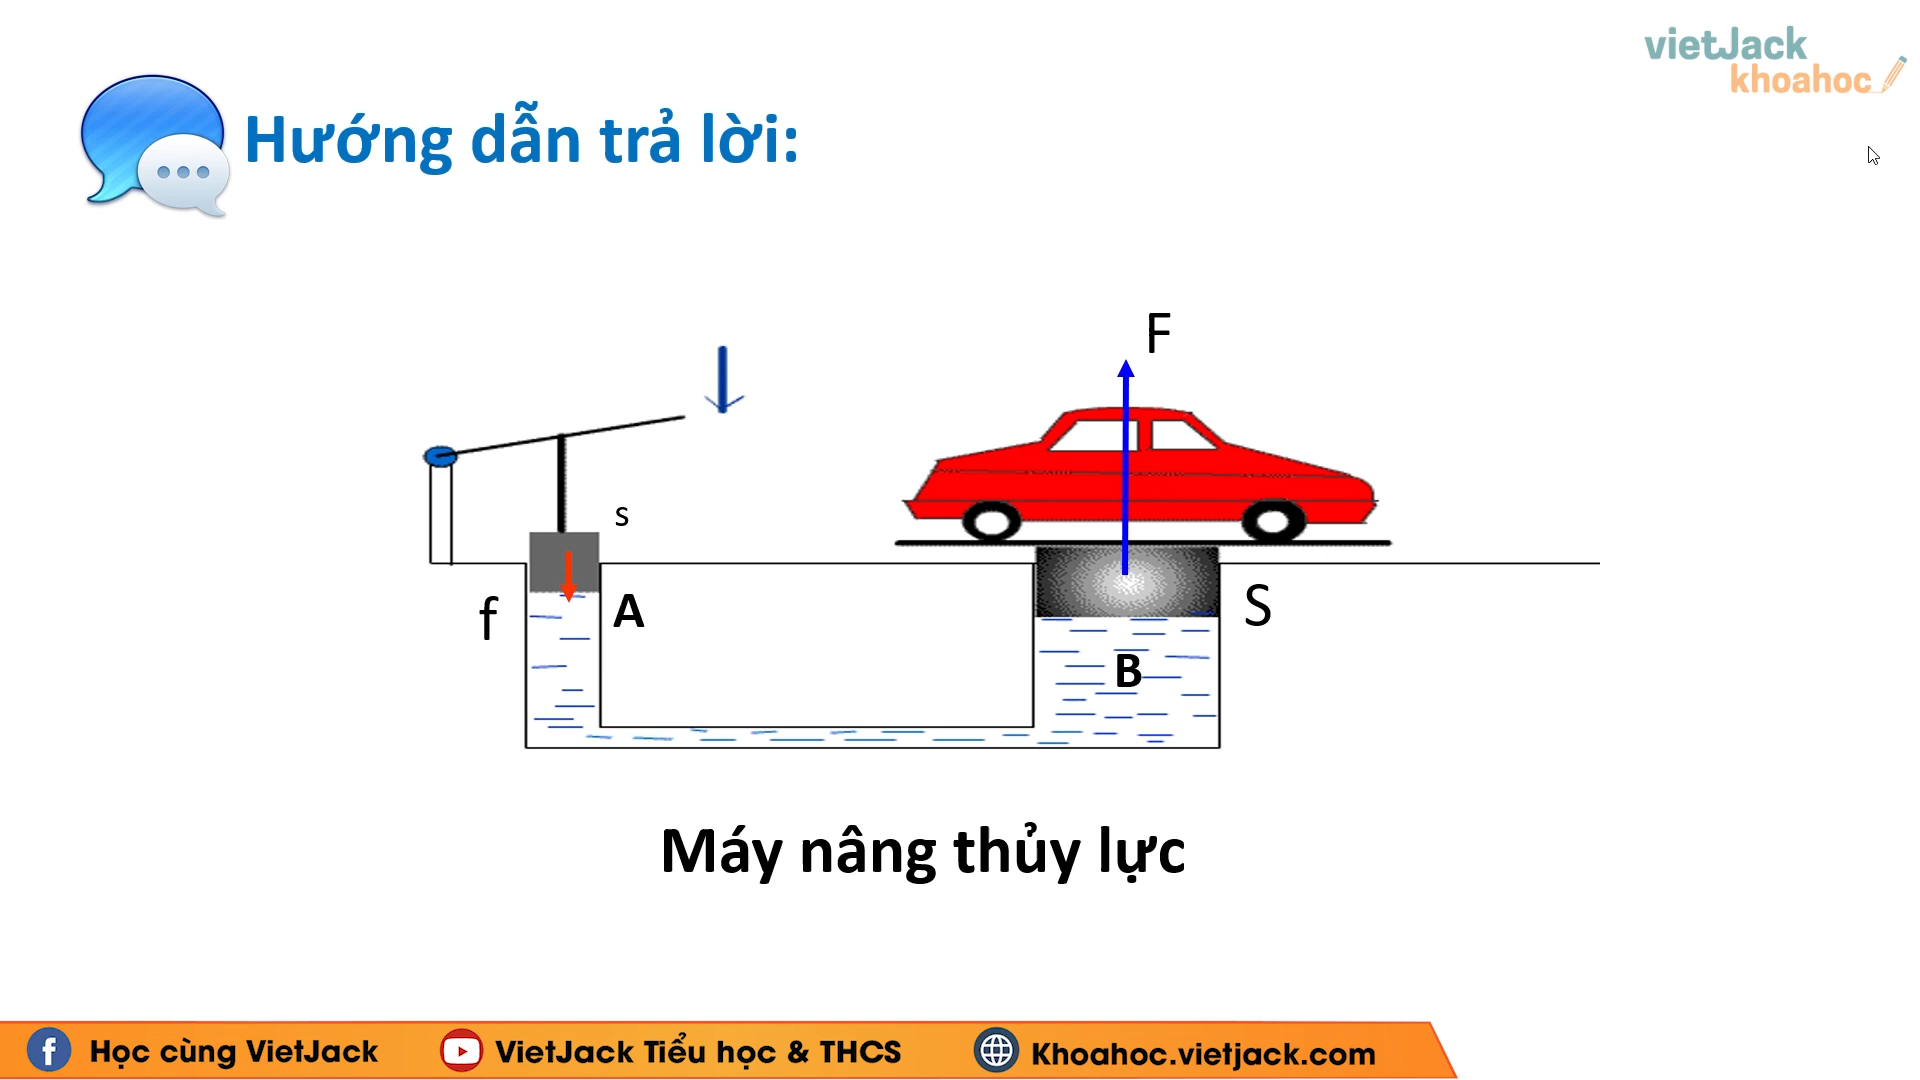 vietJack
khoahoc
Hướng dẫn trả lời:
F
s
f
A
S
B
Máy nâng thủy lực
Học cùng VietJack
VietJack Tiểu học & THCS
Khoahoc.vietjack.com